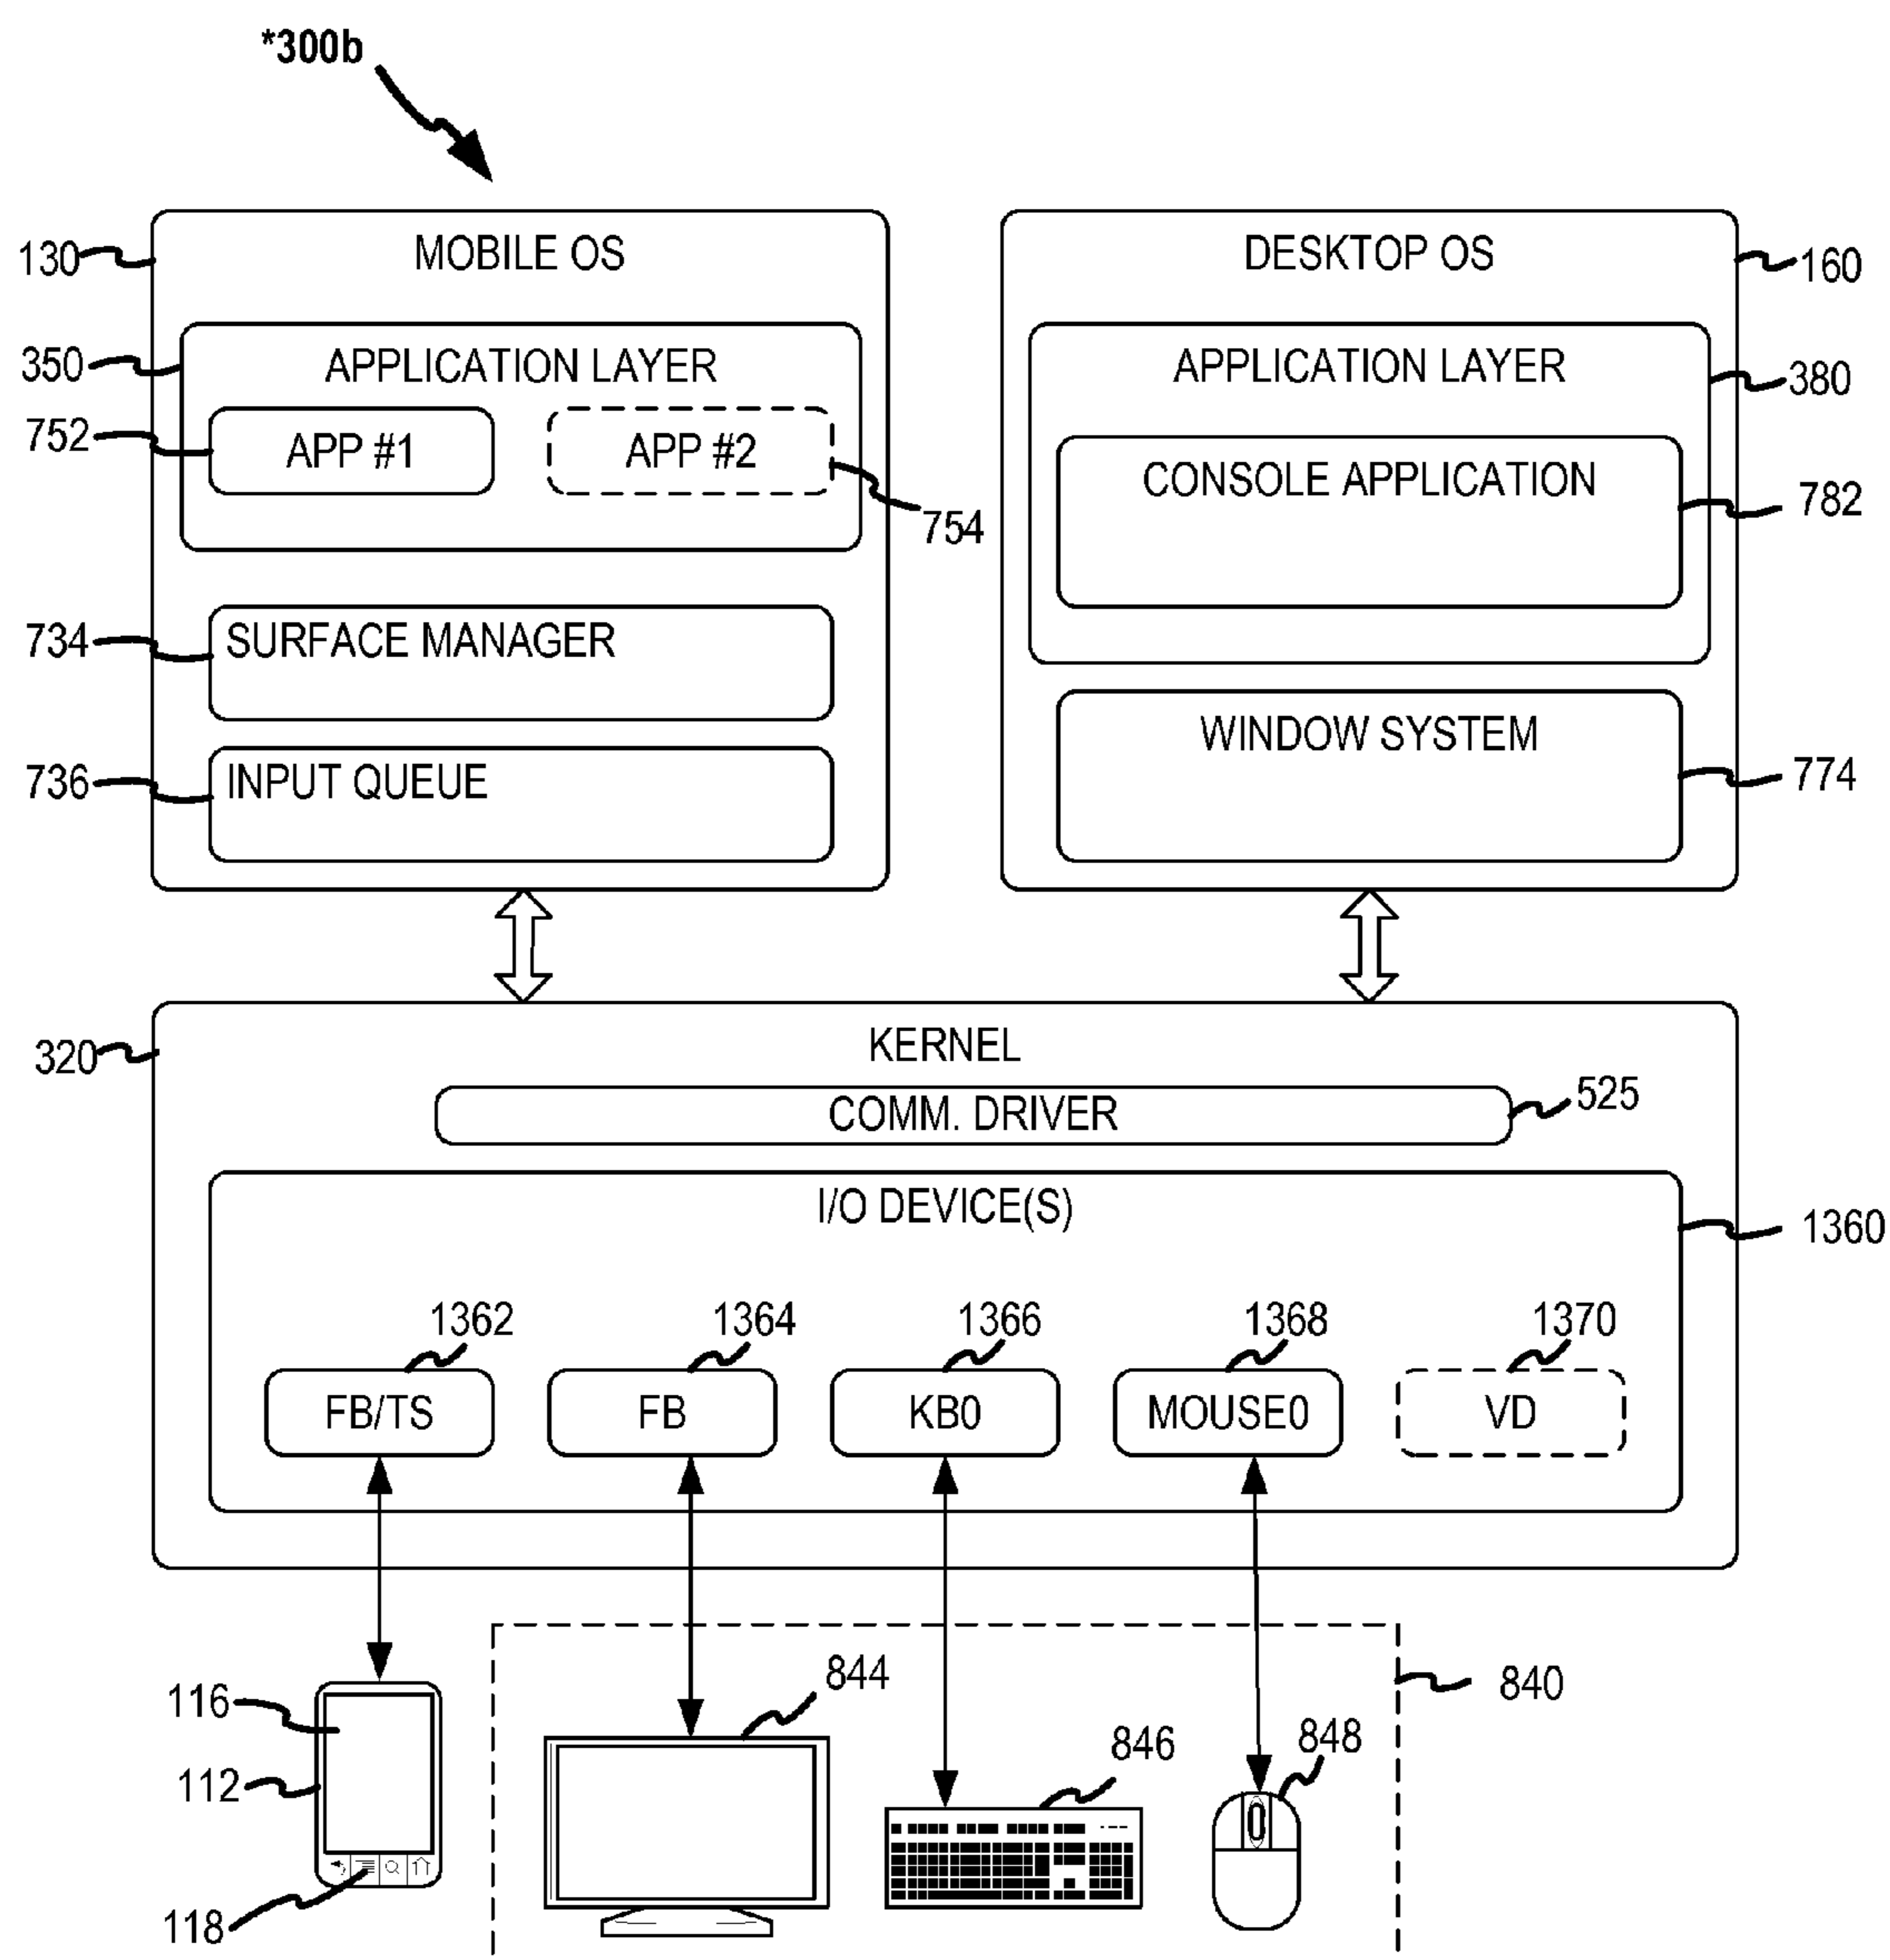 *300b
MOBILE OS
DESKTOP OS
130
160
350
APPLICATION LAYER
APPLICATION LAYER
380
752
APP #1
APP #2
754
CONSOLE APPLICATION
782
734
SURFACE MANAGER
WINDOW SYSTEM
774
736
INPUT QUEUE
320
KERNEL
COMM. DRIVER
525
I/O DEVICE(S)
1360
1362
1364
1366
1368
1370
FB/TS
FB
KB0
MOUSE0
VD
116
844
840
112
846
848
118